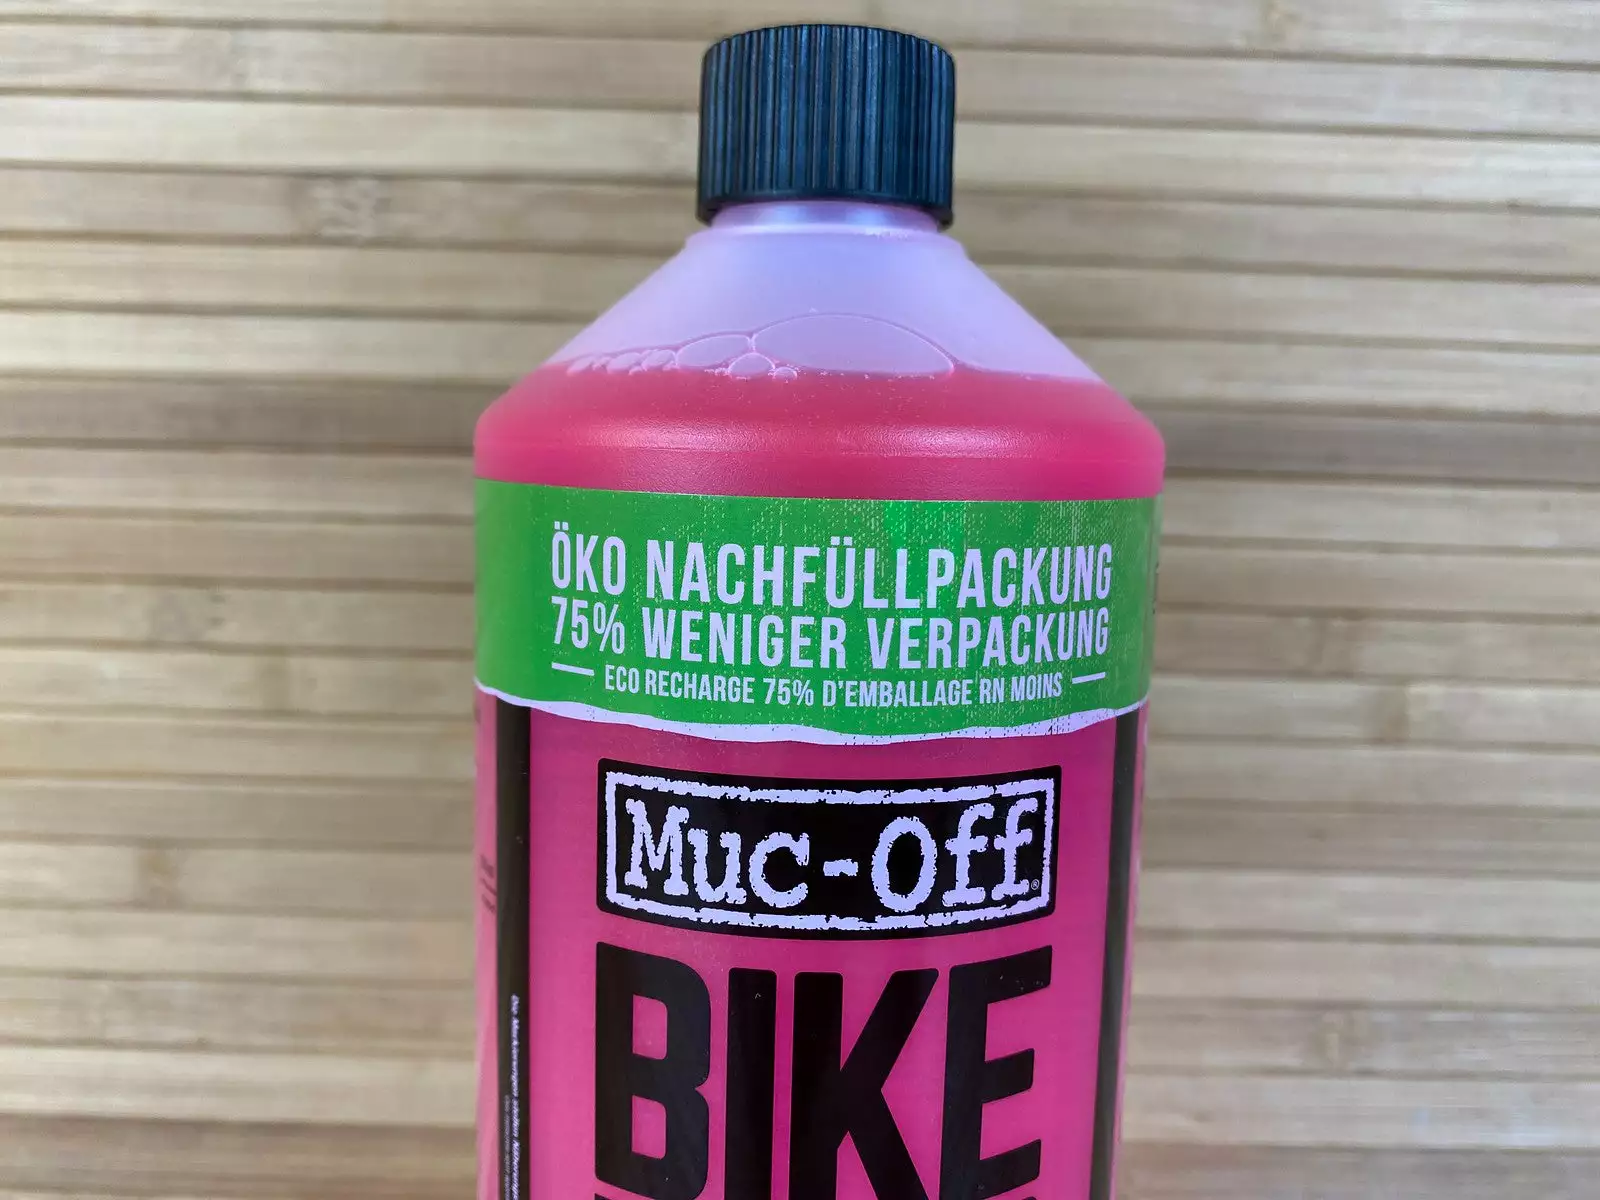 ÖKO NACHFÜLLPACKUNG
75% WENIGER VERPACKUNG
ECO RECHARGE 75% D'EMBALLAGE RN MOINS
Muc-Off®
BIKE